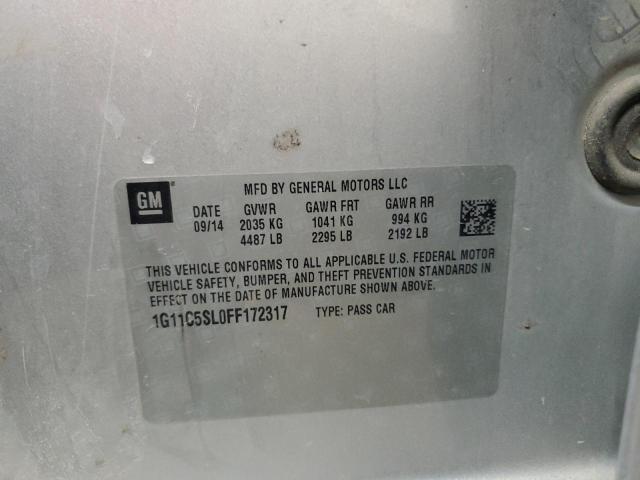 GM
MFD BY GENERAL MOTORS LLC
DATE GVWR GAWR FRT GAWR RR
09/14 2035 KG 1041 KG 994 KG
4487 LB 2295 LB 2192 LB
THIS VEHICLE CONFORMS TO ALL APPLICABLE U.S. FEDERAL MOTOR
VEHICLE SAFETY, BUMPER, AND THEFT PREVENTION STANDARDS IN
EFFECT ON THE DATE OF MANUFACTURE SHOWN ABOVE.
1G11C5SL0FF172317 TYPE: PASS CAR